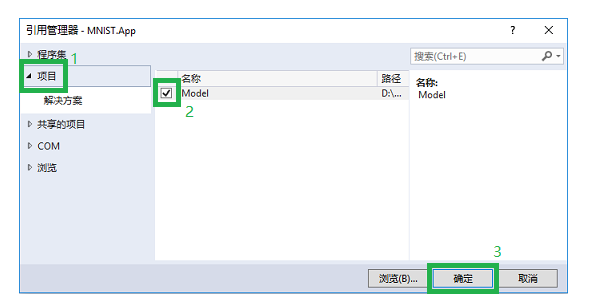 引用管理器 - MNIST.App
?
程序集
1
搜索(Ctrl+E)
项目
解决方案
共享的项目
COM
浏览
名称
路径
Model
D:\...
2
名称:
Model
3
浏览(B)...
确定
取消